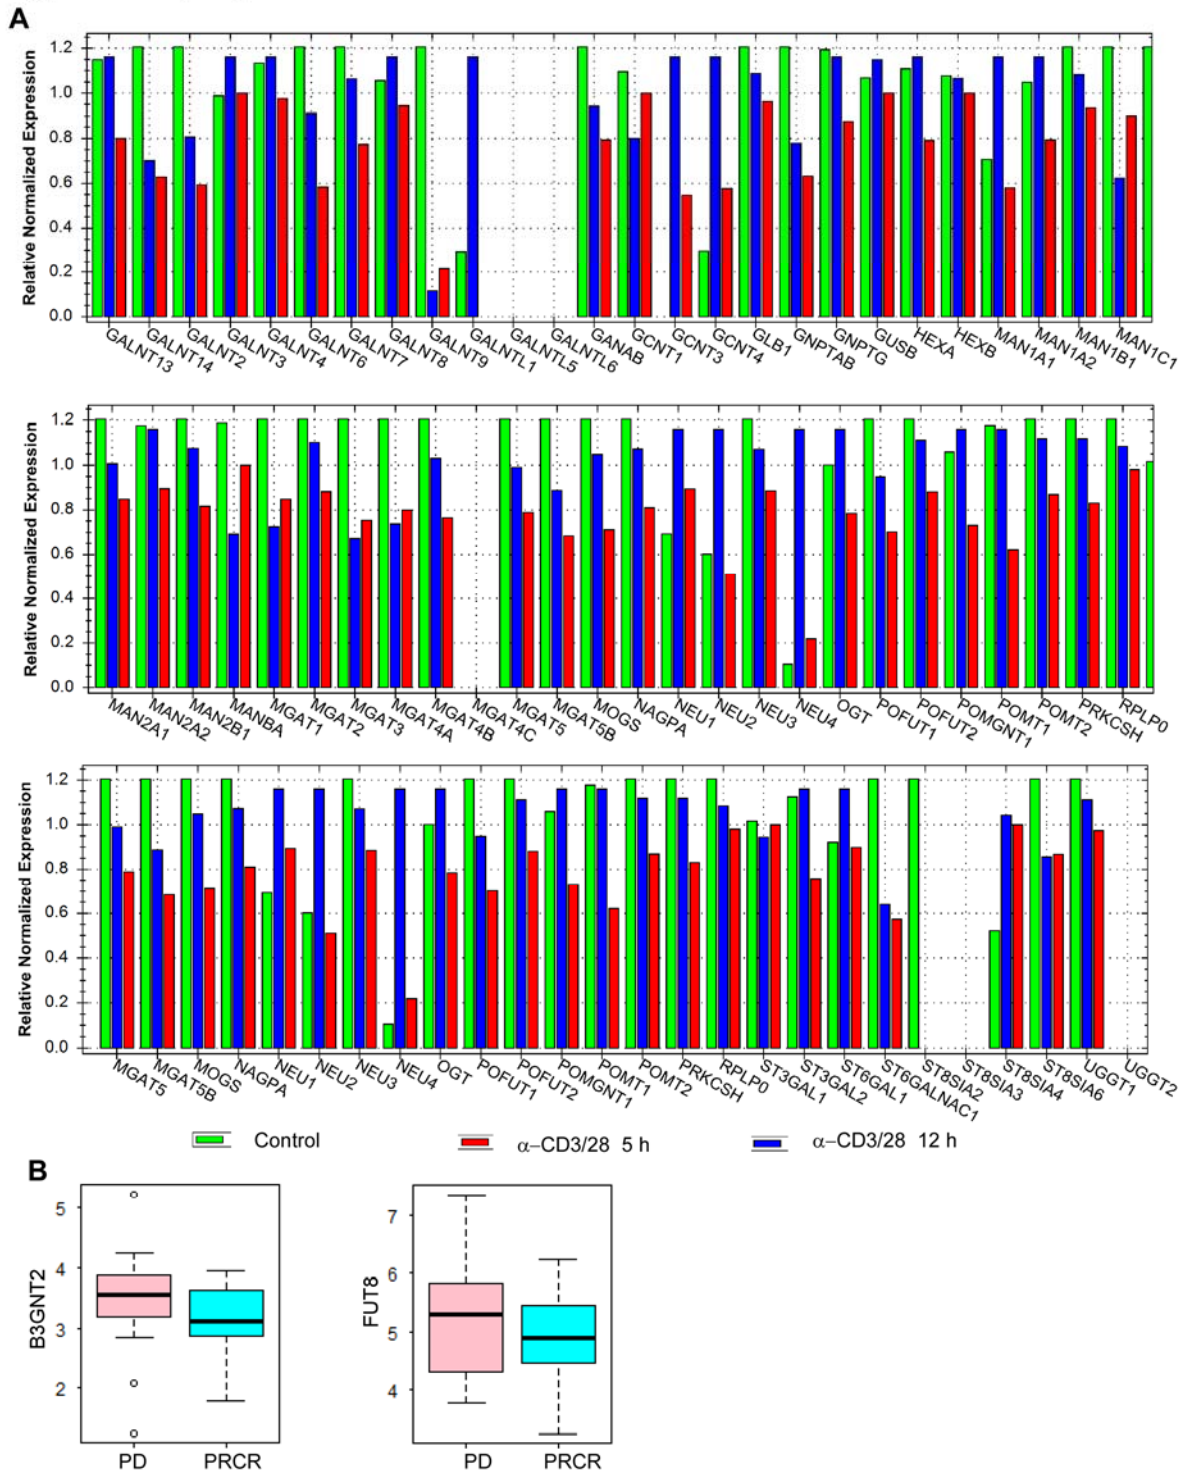 A
Relative Normalized Expression
1.2
1.0
0.8
0.6
0.4
0.2
0.0
GALNT13 GALNT14 GALNT2 GALNT3 GALNT4 GALNT6 GALNT7 GALNT8 GALNT9 GALNTL1 GALNTL5 GALNTL6 GANAB GCNT1 GCNT3 GCNT4 GLB1 GNPTAB GNPTG GUSB HEXA HEXB MAN1A1 MAN1A2 MAN1B1 MAN1C1
Relative Normalized Expression
1.2
1.0
0.8
0.6
0.4
0.2
0.0
MAN2A1 MAN2A2 MAN2B1 MANBA MGAT1 MGAT2 MGAT3 MGAT4A MGAT4B MGAT4C MGAT5 MGAT5B MOGS NAGPA NEU1 NEU2 NEU3 NEU4 OGT POFUT1 POFUT2 POMGNT1 POMT1 POMT2 PRKCSH RPLP0
Relative Normalized Expression
1.2
1.0
0.8
0.6
0.4
0.2
0.0
MGAT5 MGAT5B MOGS NAGPA NEU1 NEU2 NEU3 NEU4 OGT POFUT1 POFUT2 POMGNT1 POMT1 POMT2 PRKCSH RPLP0 ST3GAL1 ST3GAL2 ST6GAL1 ST6GALNAC1 ST8SIA2 ST8SIA3 ST8SIA4 ST8SIA6 UGGT1 UGGT2
Control α−CD3/28 5 h α−CD3/28 12 h
B
B3GNT2
5
4
3
2
PD PRCR
FUT8
7
6
5
4
PD PRCR